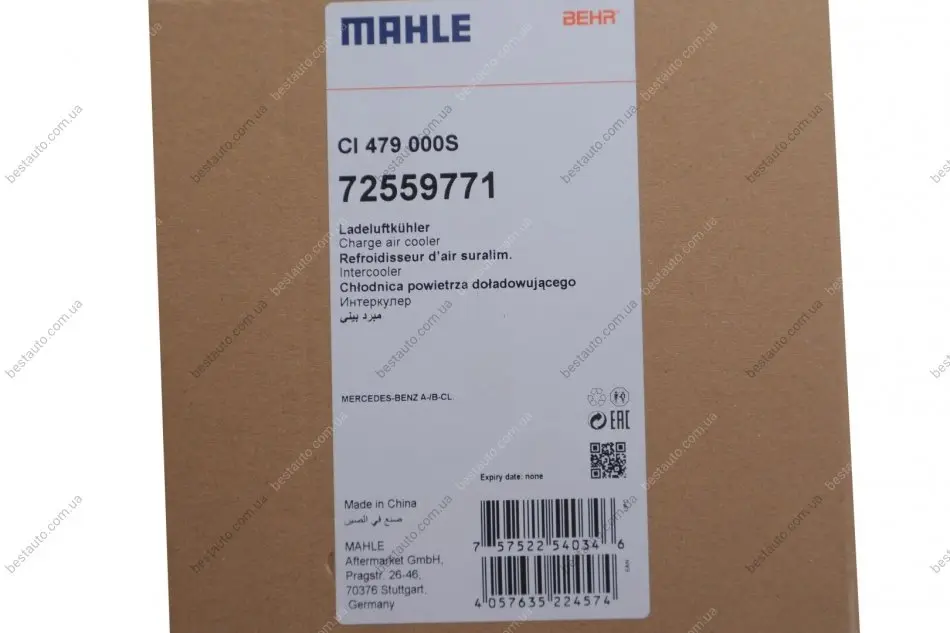 MAHLE
BEHR
CI 479 000S
72559771
Ladeluftkühler
Charge air cooler
Refroidisseur d'air suralim.
Intercooler
Chłodnica powietrza doładowującego
Интеркулер
مبرد بيني
MERCEDES-BENZ A-/B-CL.
EAC
Expiry date: none
Made in China
صنع في الصين
MAHLE
Aftermarket GmbH,
Pragstr. 26-46,
70376 Stuttgart,
Germany
7 57522 54034 6
EAN
4 057635 224574
bestauto.com.ua